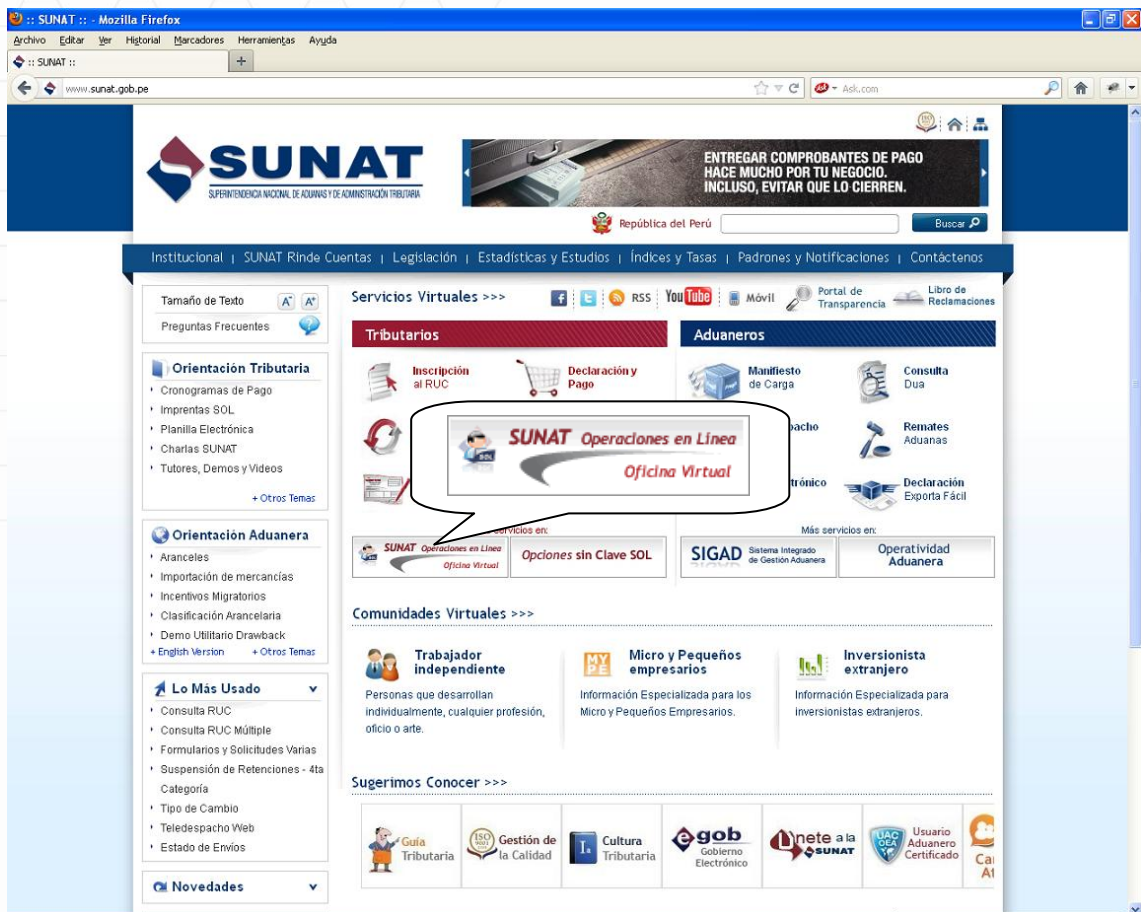 :: SUNAT :: - Mozilla Firefox
Archivo Editar Ver Historial Marcadores Herramientas Ayuda
:: SUNAT ::
www.sunat.gob.pe
Ask.com
SUNAT
SUPERINTENDENCIA NACIONAL DE ADUANAS Y DE ADMINISTRACIÓN TRIBUTARIA
ENTREGAR COMPROBANTES DE PAGO
HACE MUCHO POR TU NEGOCIO.
INCLUSO, EVITAR QUE LO CIERREN.
República del Perú
Buscar
Institucional | SUNAT Rinde Cuentas | Legislación | Estadísticas y Estudios | Índices y Tasas | Padrones y Notificaciones | Contáctenos
Tamaño de Texto A- A+
Preguntas Frecuentes
Servicios Virtuales >>>
RSS
YouTube
Móvil
Portal de
Transparencia
Libro de
Reclamaciones
Orientación Tributaria
Cronogramas de Pago
Imprentas SOL
Planilla Electrónica
Charlas SUNAT
Tutores, Demos y Videos
+ Otros Temas
Orientación Aduanera
Aranceles
Importación de mercancías
Incentivos Migratorios
Clasificación Arancelaria
Demo Utilitario Drawback
+ English Version + Otros Temas
Lo Más Usado
Consulta RUC
Consulta RUC Múltiple
Formularios y Solicitudes Varias
Suspensión de Retenciones - 4ta
Categoría
Tipo de Cambio
Teledespacho Web
Estado de Envíos
Novedades
Tributarios
Inscripción
al RUC
Declaración y
Pago
SUNAT Operaciones en Línea
Oficina Virtual
SOL
servicios en:
SUNAT Operaciones en Línea
Oficina Virtual
Opciones sin Clave SOL
Aduaneros
Manifiesto
de Carga
Consulta
Dua
pacho
Remates
Aduanas
trónico
Declaración
Exporta Fácil
Más servicios en:
SIGAD Sistema Integrado
de Gestión Aduanera
Operatividad
Aduanera
Comunidades Virtuales >>>
Trabajador
independiente
Personas que desarrollan
individualmente, cualquier profesión,
oficio o arte.
MYPE
Micro y Pequeños
empresarios
Información Especializada para los
Micro y Pequeños Empresarios.
Inversionista
extranjero
Información Especializada para
inversionistas extranjeros.
Sugerimos Conocer >>>
Guía
Tributaria
Gestión de
la Calidad
Cultura
Tributaria
egob
Gobierno
Electrónico
Únete a la
SUNAT
UAC
OEA
Usuario
Aduanero
Certificado